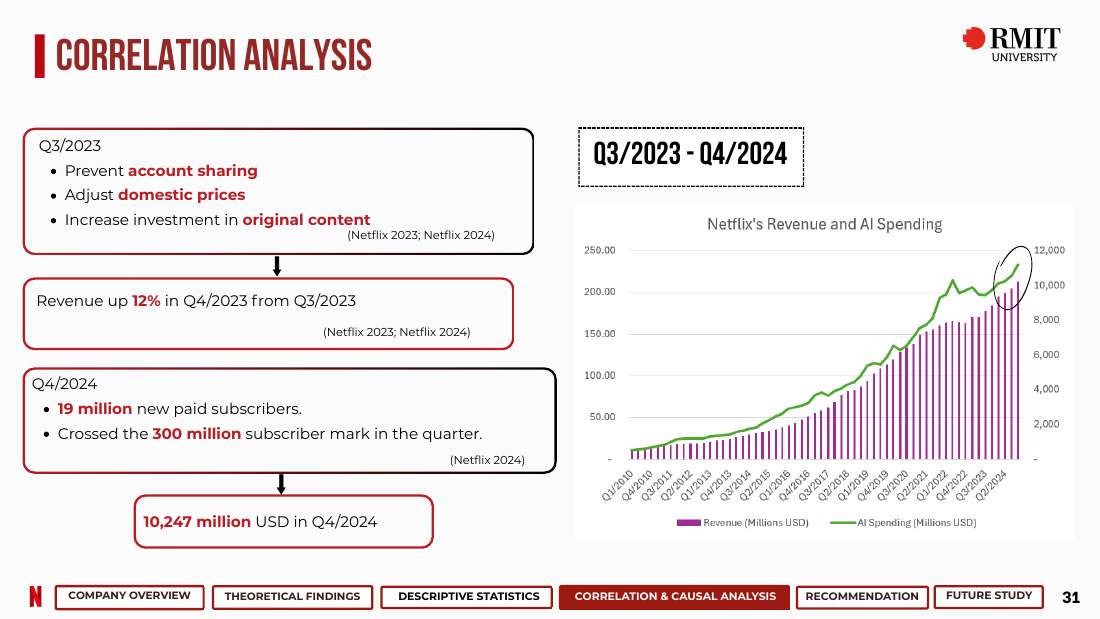 CORRELATION ANALYSIS
RMIT
UNIVERSITY
Q3/2023
• Prevent account sharing
• Adjust domestic prices
• Increase investment in original content
(Netflix 2023; Netflix 2024)
Revenue up 12% in Q4/2023 from Q3/2023
(Netflix 2023; Netflix 2024)
Q4/2024
• 19 million new paid subscribers.
• Crossed the 300 million subscriber mark in the quarter.
(Netflix 2024)
10,247 million USD in Q4/2024
Q3/2023 - Q4/2024
Netflix's Revenue and AI Spending
250.00
200.00
150.00
100.00
50.00
-
12,000
10,000
8,000
6,000
4,000
2,000
-
Q1/2010
Q4/2010
Q3/2011
Q2/2012
Q1/2013
Q4/2013
Q3/2014
Q2/2015
Q1/2016
Q4/2016
Q3/2017
Q2/2018
Q1/2019
Q4/2019
Q3/2020
Q2/2021
Q1/2022
Q4/2022
Q3/2023
Q2/2024
Revenue (Millions USD)
AI Spending (Millions USD)
N
COMPANY OVERVIEW
THEORETICAL FINDINGS
DESCRIPTIVE STATISTICS
CORRELATION & CAUSAL ANALYSIS
RECOMMENDATION
FUTURE STUDY
31